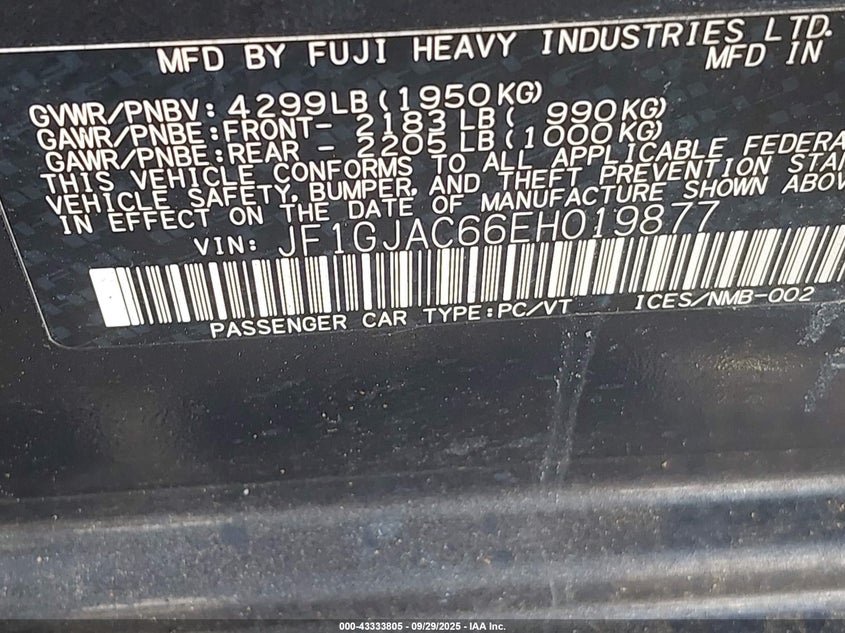 MFD BY FUJI HEAVY INDUSTRIES LTD.
MFD IN
GVWR/PNBV: 4299LB(1950KG)
GAWR/PNBE:FRONT- 2183 LB( 990KG)
GAWR/PNBE:REAR - 2205 LB(1000KG)
THIS VEHICLE CONFORMS TO ALL APPLICABLE FEDERA
VEHICLE SAFETY, BUMPER, AND THEFT PREVENTION STAN
IN EFFECT ON THE DATE OF MANUFACTURE SHOWN ABOV
VIN: JF1GJAC66EH019877
PASSENGER CAR TYPE:PC/VT ICES/NMB-002
000-43333805 - 09/29/2025 - IAA Inc.